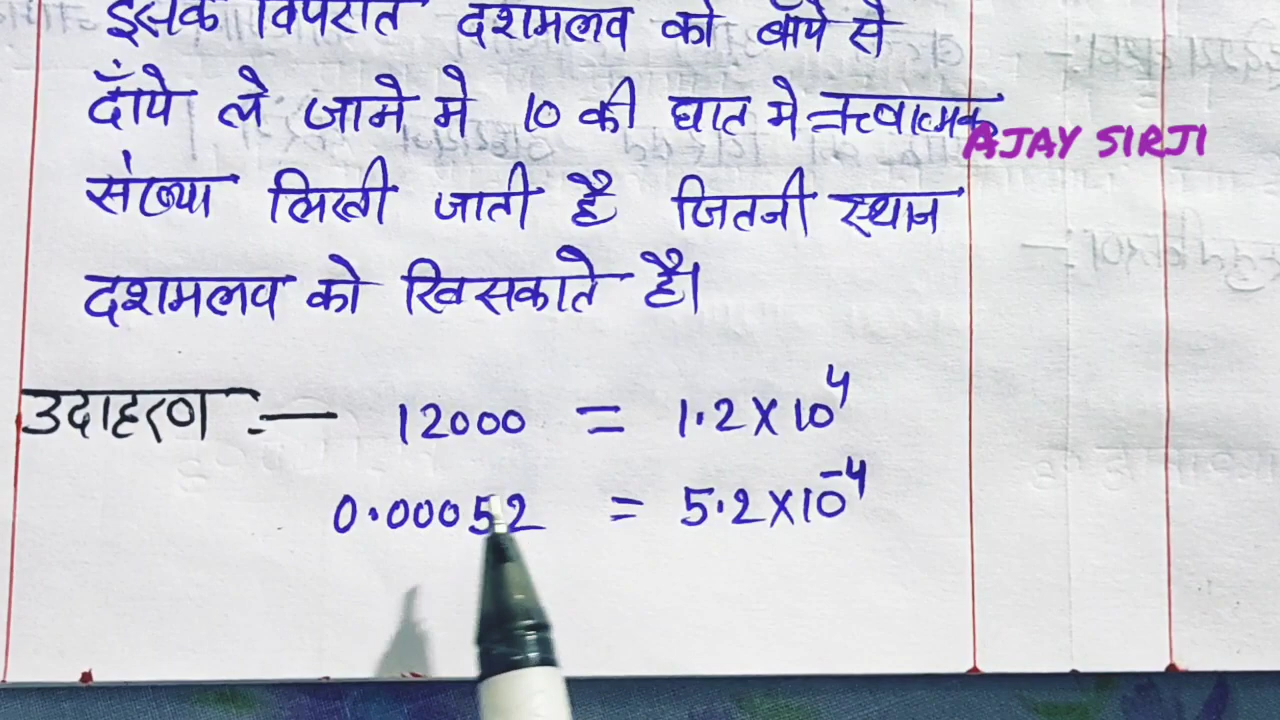 इसके विपरीत दशमलव को बाँये से
दाँये ले जाने मे 10 की घात मे ऋणात्मक
AJAY SIRJI
संख्या लिखी जाती है जितनी स्थान
दशमलव को खिसकाते है।
उदाहरण :— 12000 = 1.2 × 10⁴
0.00052 = 5.2 × 10⁻⁴